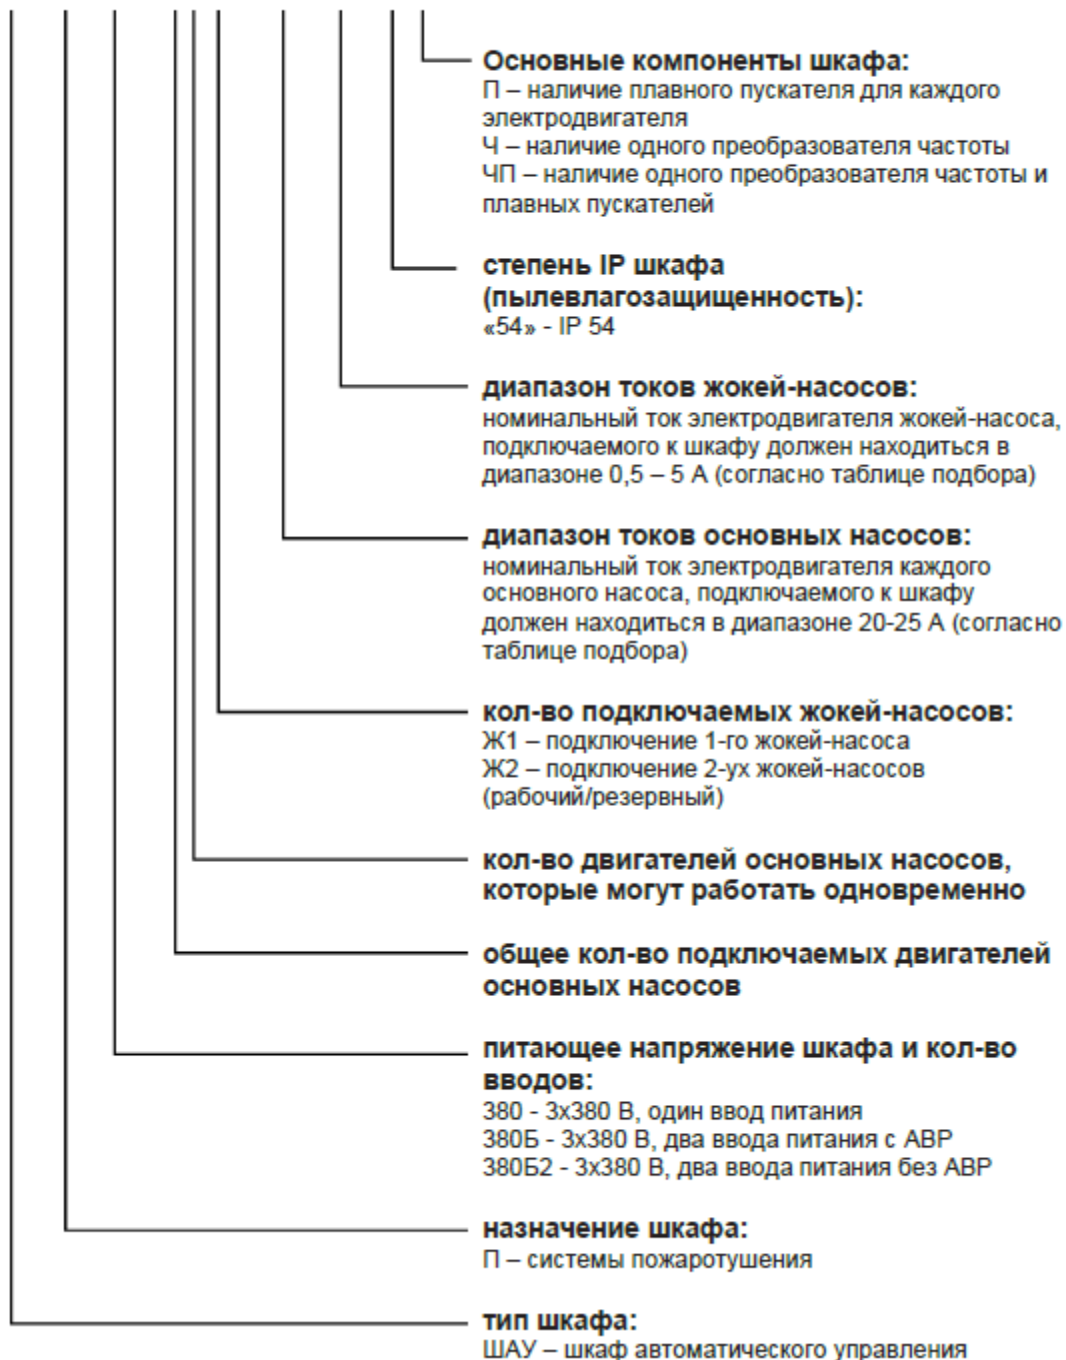 Основные компоненты шкафа:
П – наличие плавного пускателя для каждого
электродвигателя
Ч – наличие одного преобразователя частоты
ЧП – наличие одного преобразователя частоты и
плавных пускателей
степень IP шкафа
(пылевлагозащищенность):
«54» - IP 54
диапазон токов жокей-насосов:
номинальный ток электродвигателя жокей-насоса,
подключаемого к шкафу должен находиться в
диапазоне 0,5 – 5 А (согласно таблице подбора)
диапазон токов основных насосов:
номинальный ток электродвигателя каждого
основного насоса, подключаемого к шкафу
должен находиться в диапазоне 20-25 А (согласно
таблице подбора)
кол-во подключаемых жокей-насосов:
Ж1 – подключение 1-го жокей-насоса
Ж2 – подключение 2-ух жокей-насосов
(рабочий/резервный)
кол-во двигателей основных насосов,
которые могут работать одновременно
общее кол-во подключаемых двигателей
основных насосов
питающее напряжение шкафа и кол-во
вводов:
380 - 3х380 В, один ввод питания
380Б - 3х380 В, два ввода питания с АВР
380Б2 - 3х380 В, два ввода питания без АВР
назначение шкафа:
П – системы пожаротушения
тип шкафа:
ШАУ – шкаф автоматического управления